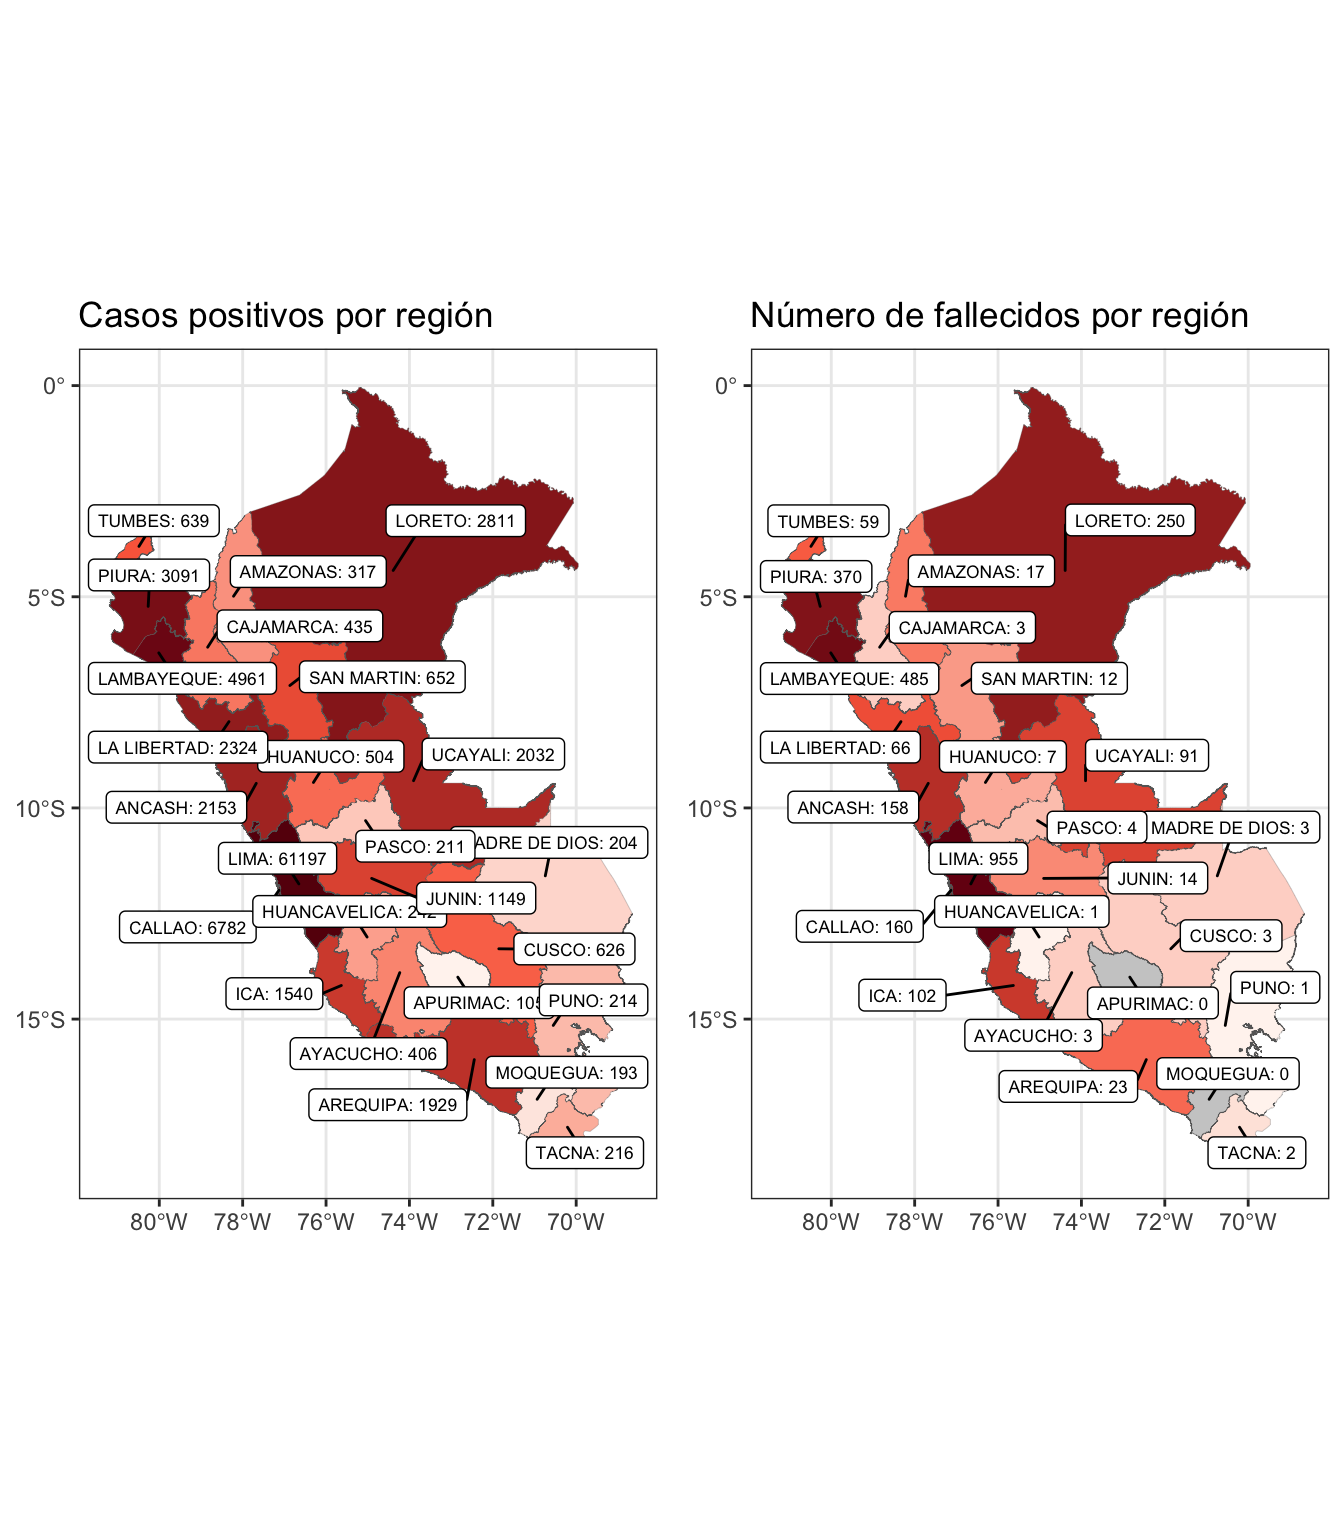 Casos positivos por región
0°
5°S
10°S
15°S
TUMBES: 639
LORETO: 2811
PIURA: 3091
AMAZONAS: 317
CAJAMARCA: 435
LAMBAYEQUE: 4961
SAN MARTIN: 652
LA LIBERTAD: 2324
HUANUCO: 504
UCAYALI: 2032
ANCASH: 2153
PASCO: 211
ADRE DE DIOS: 204
LIMA: 61197
JUNIN: 1149
HUANCAVELICA: 242
CALLAO: 6782
CUSCO: 626
ICA: 1540
APURIMAC: 105
PUNO: 214
AYACUCHO: 406
MOQUEGUA: 193
AREQUIPA: 1929
TACNA: 216
80°W 78°W 76°W 74°W 72°W 70°W
Número de fallecidos por región
0°
5°S
10°S
15°S
TUMBES: 59
LORETO: 250
PIURA: 370
AMAZONAS: 17
CAJAMARCA: 3
LAMBAYEQUE: 485
SAN MARTIN: 12
LA LIBERTAD: 66
HUANUCO: 7
UCAYALI: 91
ANCASH: 158
PASCO: 4
MADRE DE DIOS: 3
LIMA: 955
JUNIN: 14
HUANCAVELICA: 1
CALLAO: 160
CUSCO: 3
ICA: 102
APURIMAC: 0
PUNO: 1
AYACUCHO: 3
MOQUEGUA: 0
AREQUIPA: 23
TACNA: 2
80°W 78°W 76°W 74°W 72°W 70°W